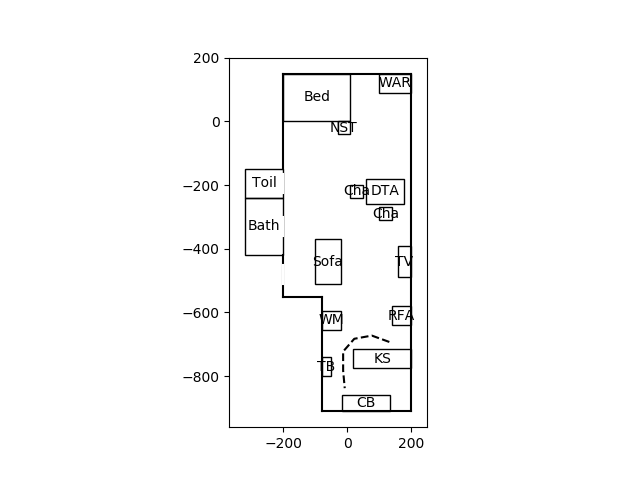 200
WAR
Bed
0
NST
Toil
−200
Cha
DTA
Cha
Bath
−400
Sofa
TV
−600
RFA
WM
KS
TB
−800
CB
−200
0
200